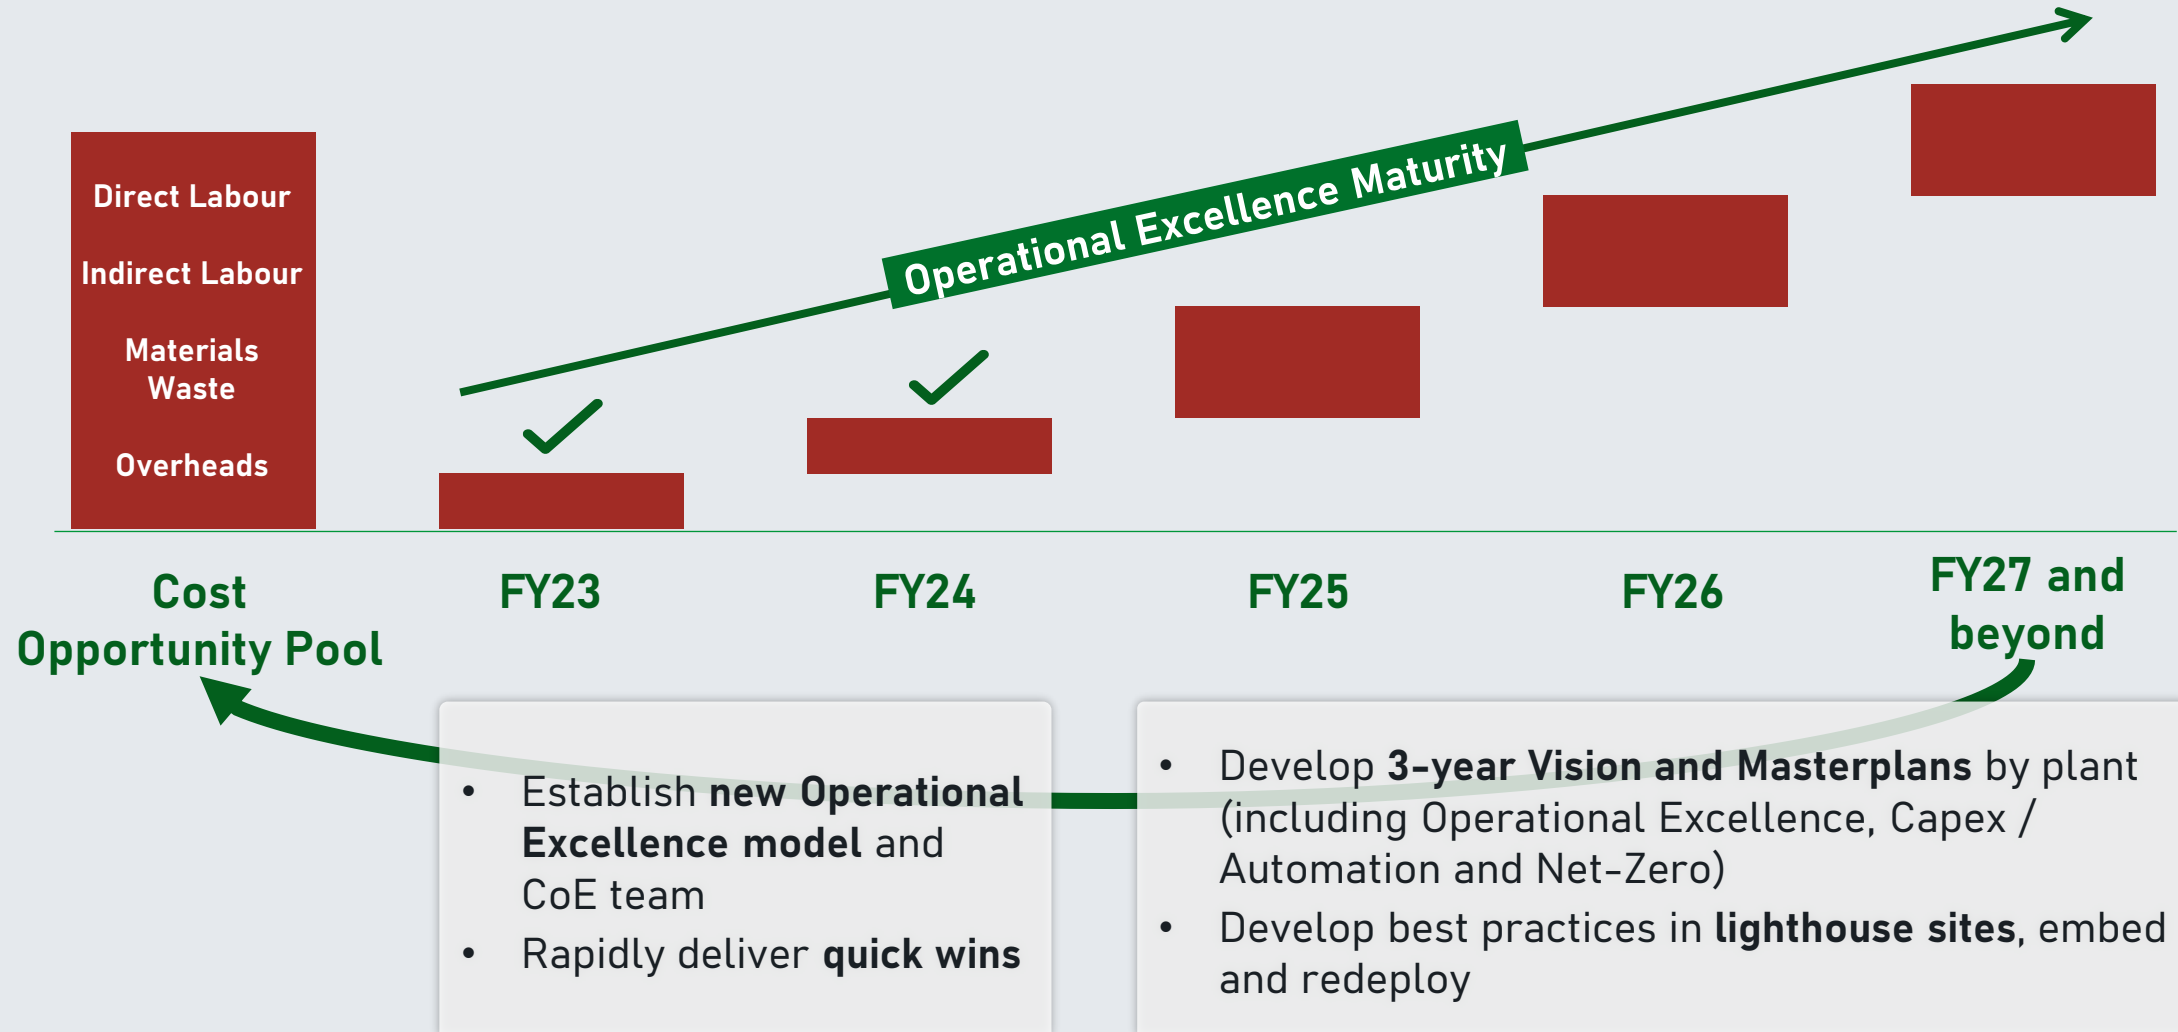 Operational Excellence Maturity
Direct Labour
Indirect Labour
Materials
Waste
Overheads
Cost
Opportunity Pool
FY23
FY24
FY25
FY26
FY27 and
beyond
• Establish new Operational
Excellence model and
CoE team
• Rapidly deliver quick wins
• Develop 3-year Vision and Masterplans by plant
(including Operational Excellence, Capex /
Automation and Net-Zero)
• Develop best practices in lighthouse sites, embed
and redeploy